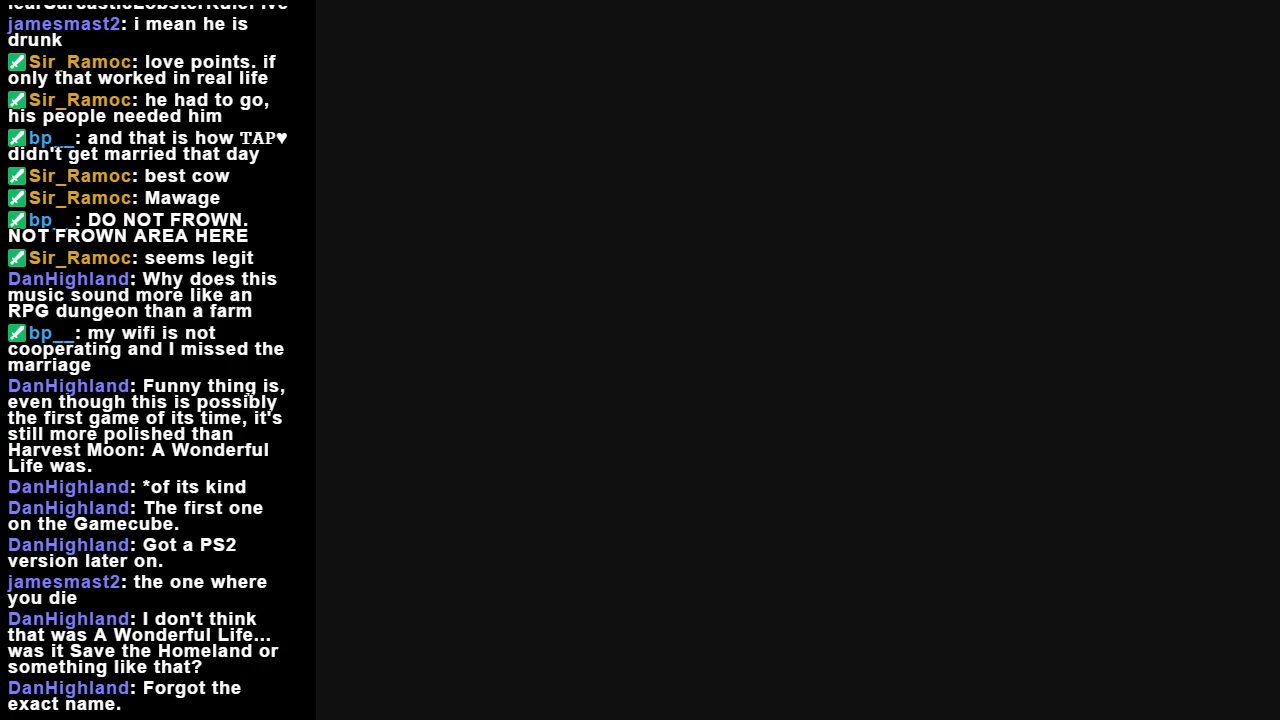 jamesmast2: i mean he is
drunk
Sir_Ramoc: love points. if
only that worked in real life
Sir_Ramoc: he had to go,
his people needed him
bp__: and that is how TAP♥
didn't get married that day
Sir_Ramoc: best cow
Sir_Ramoc: Mawage
bp__: DO NOT FROWN.
NOT FROWN AREA HERE
Sir_Ramoc: seems legit
DanHighland: Why does this
music sound more like an
RPG dungeon than a farm
bp__: my wifi is not
cooperating and I missed the
marriage
DanHighland: Funny thing is,
even though this is possibly
the first game of its time, it's
still more polished than
Harvest Moon: A Wonderful
Life was.
DanHighland: *of its kind
DanHighland: The first one
on the Gamecube.
DanHighland: Got a PS2
version later on.
jamesmast2: the one where
you die
DanHighland: I don't think
that was A Wonderful Life...
was it Save the Homeland or
something like that?
DanHighland: Forgot the
exact name.